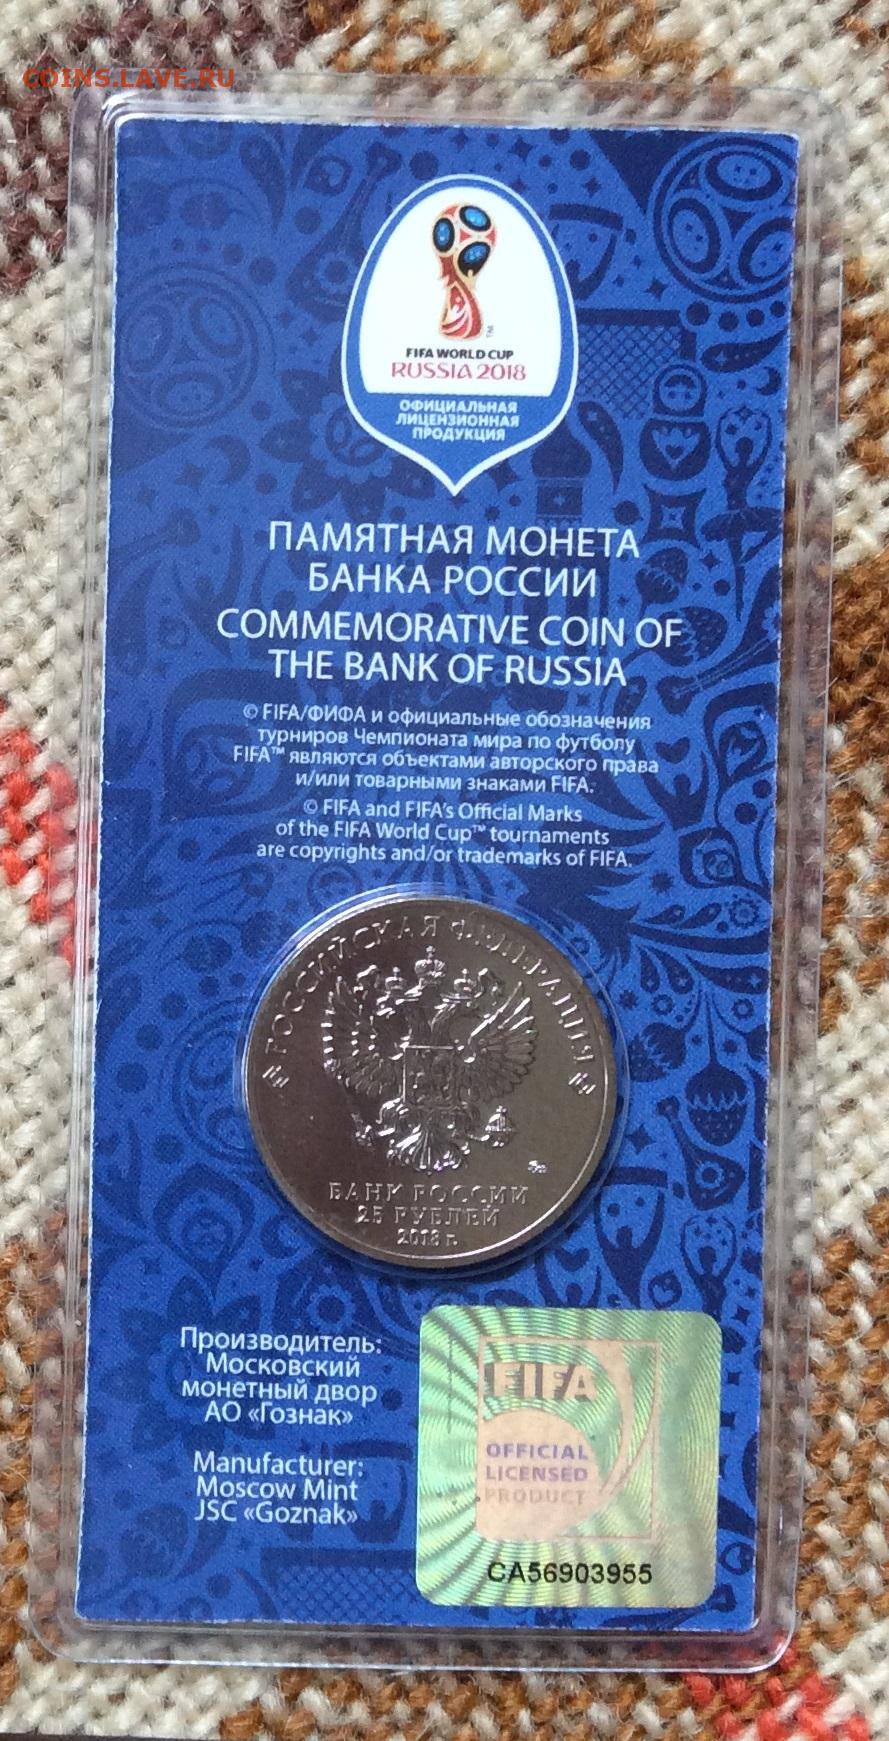 COINS.LAVE.RU
FIFA WORLD CUP
RUSSIA 2018
ОФИЦИАЛЬНАЯ
ЛИЦЕНЗИОННАЯ
ПРОДУКЦИЯ
ПАМЯТНАЯ МОНЕТА
БАНКА РОССИИ
COMMEMORATIVE COIN OF
THE BANK OF RUSSIA
© FIFA/ФИФА и официальные обозначения
турниров Чемпионата мира по футболу
FIFA™ являются объектами авторского права
и/или товарными знаками FIFA.
© FIFA and FIFA's Official Marks
of the FIFA World Cup™ tournaments
are copyrights and/or trademarks of FIFA.
РОССИЙСКАЯ ФЕДЕРАЦИЯ
БАНК РОССИИ
25 РУБЛЕЙ
2018 г.
Производитель:
Московский
монетный двор
АО «Гознак»
Manufacturer:
Moscow Mint
JSC «Goznak»
FIFA
OFFICIAL
LICENSED
PRODUCT
CA56903955